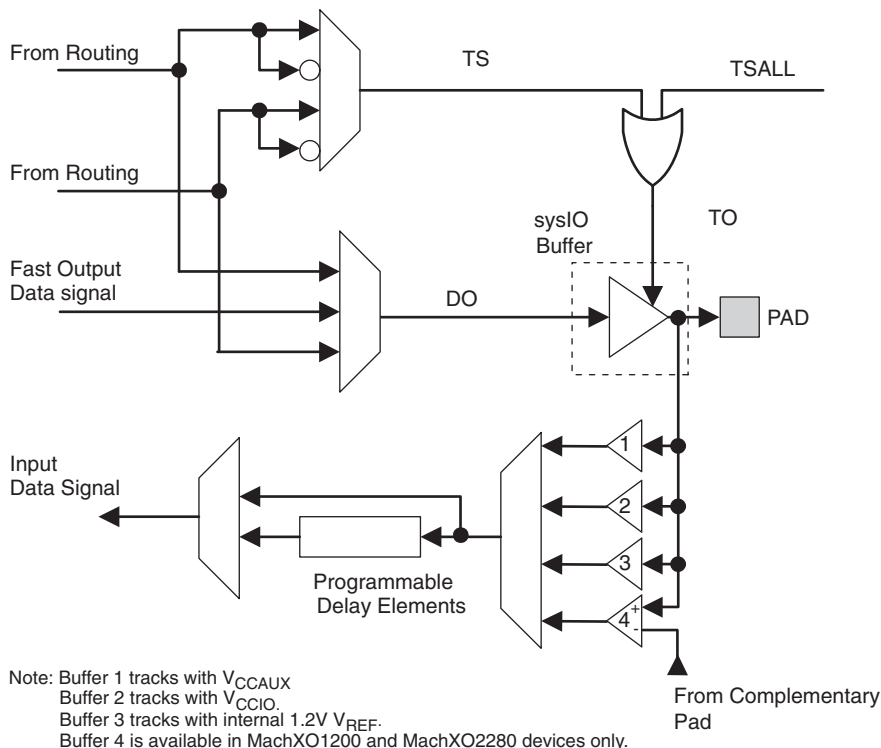 From Routing
TS
TSALL
From Routing
TO
sysIO
Buffer
Fast Output
Data signal
DO
PAD
1
Input
Data Signal
2
3
Programmable
Delay Elements
4
+
-
From Complementary
Pad
Note: Buffer 1 tracks with VCCAUX
Buffer 2 tracks with VCCIO.
Buffer 3 tracks with internal 1.2V VREF.
Buffer 4 is available in MachXO1200 and MachXO2280 devices only.